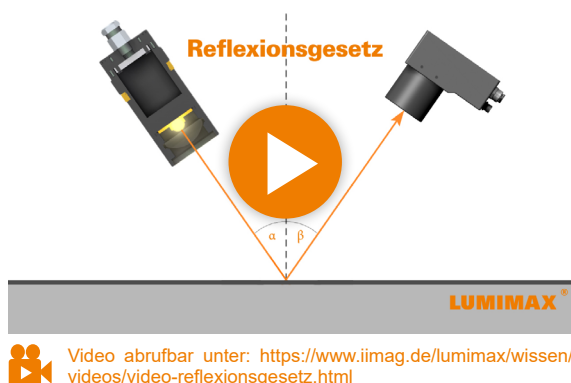 Reflexionsgesetz
α β
LUMIMAX®
Video abrufbar unter: https://www.iimag.de/lumimax/wissen/
videos/video-reflexionsgesetz.html